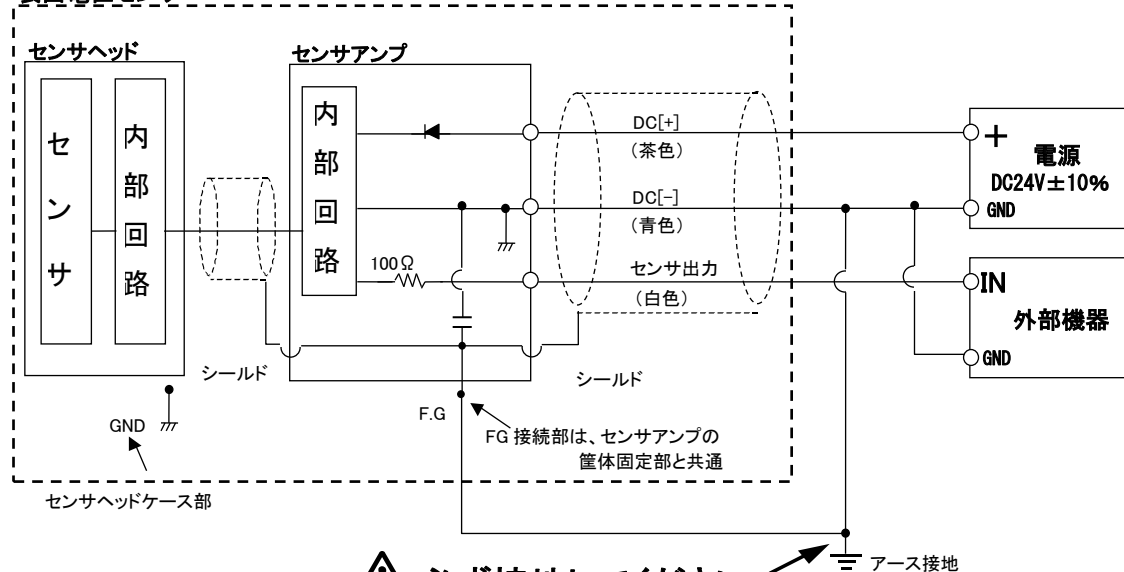 センサヘッド
センサアンプ
センサ
内部回路
内部回路
100Ω
DC[+]
(茶色)
DC[-]
(青色)
センサ出力
(白色)
+
電源
DC24V±10%
GND
IN
外部機器
GND
シールド
シールド
GND
F.G
FG 接続部は、センサアンプの
筐体固定部と共通
センサヘッドケース部
アース接地